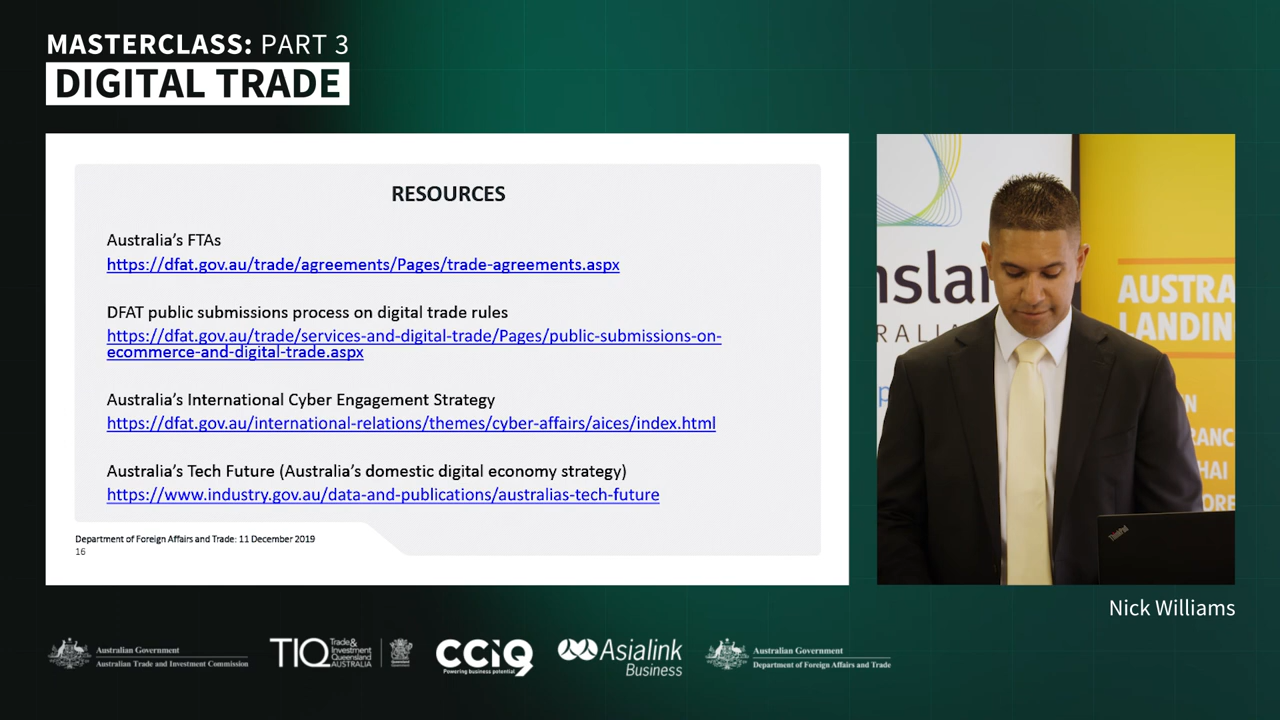 MASTERCLASS: PART 3
DIGITAL TRADE
RESOURCES
Australia’s FTAs
https://dfat.gov.au/trade/agreements/Pages/trade-agreements.aspx
DFAT public submissions process on digital trade rules
https://dfat.gov.au/trade/services-and-digital-trade/Pages/public-submissions-on-
ecommerce-and-digital-trade.aspx
Australia’s International Cyber Engagement Strategy
https://dfat.gov.au/international-relations/themes/cyber-affairs/aices/index.html
Australia’s Tech Future (Australia’s domestic digital economy strategy)
https://www.industry.gov.au/data-and-publications/australias-tech-future
Department of Foreign Affairs and Trade: 11 December 2019
16
AUSTRA
LANDIN
ThinkPad
Nick Williams
Australian Government
Australian Trade and Investment Commission
TIQ
Trade &
Investment
QUEENSLAND
AUSTRALIA
CCiQ
Powering business potential
Asialink
Business
Australian Government
Department of Foreign Affairs and Trade